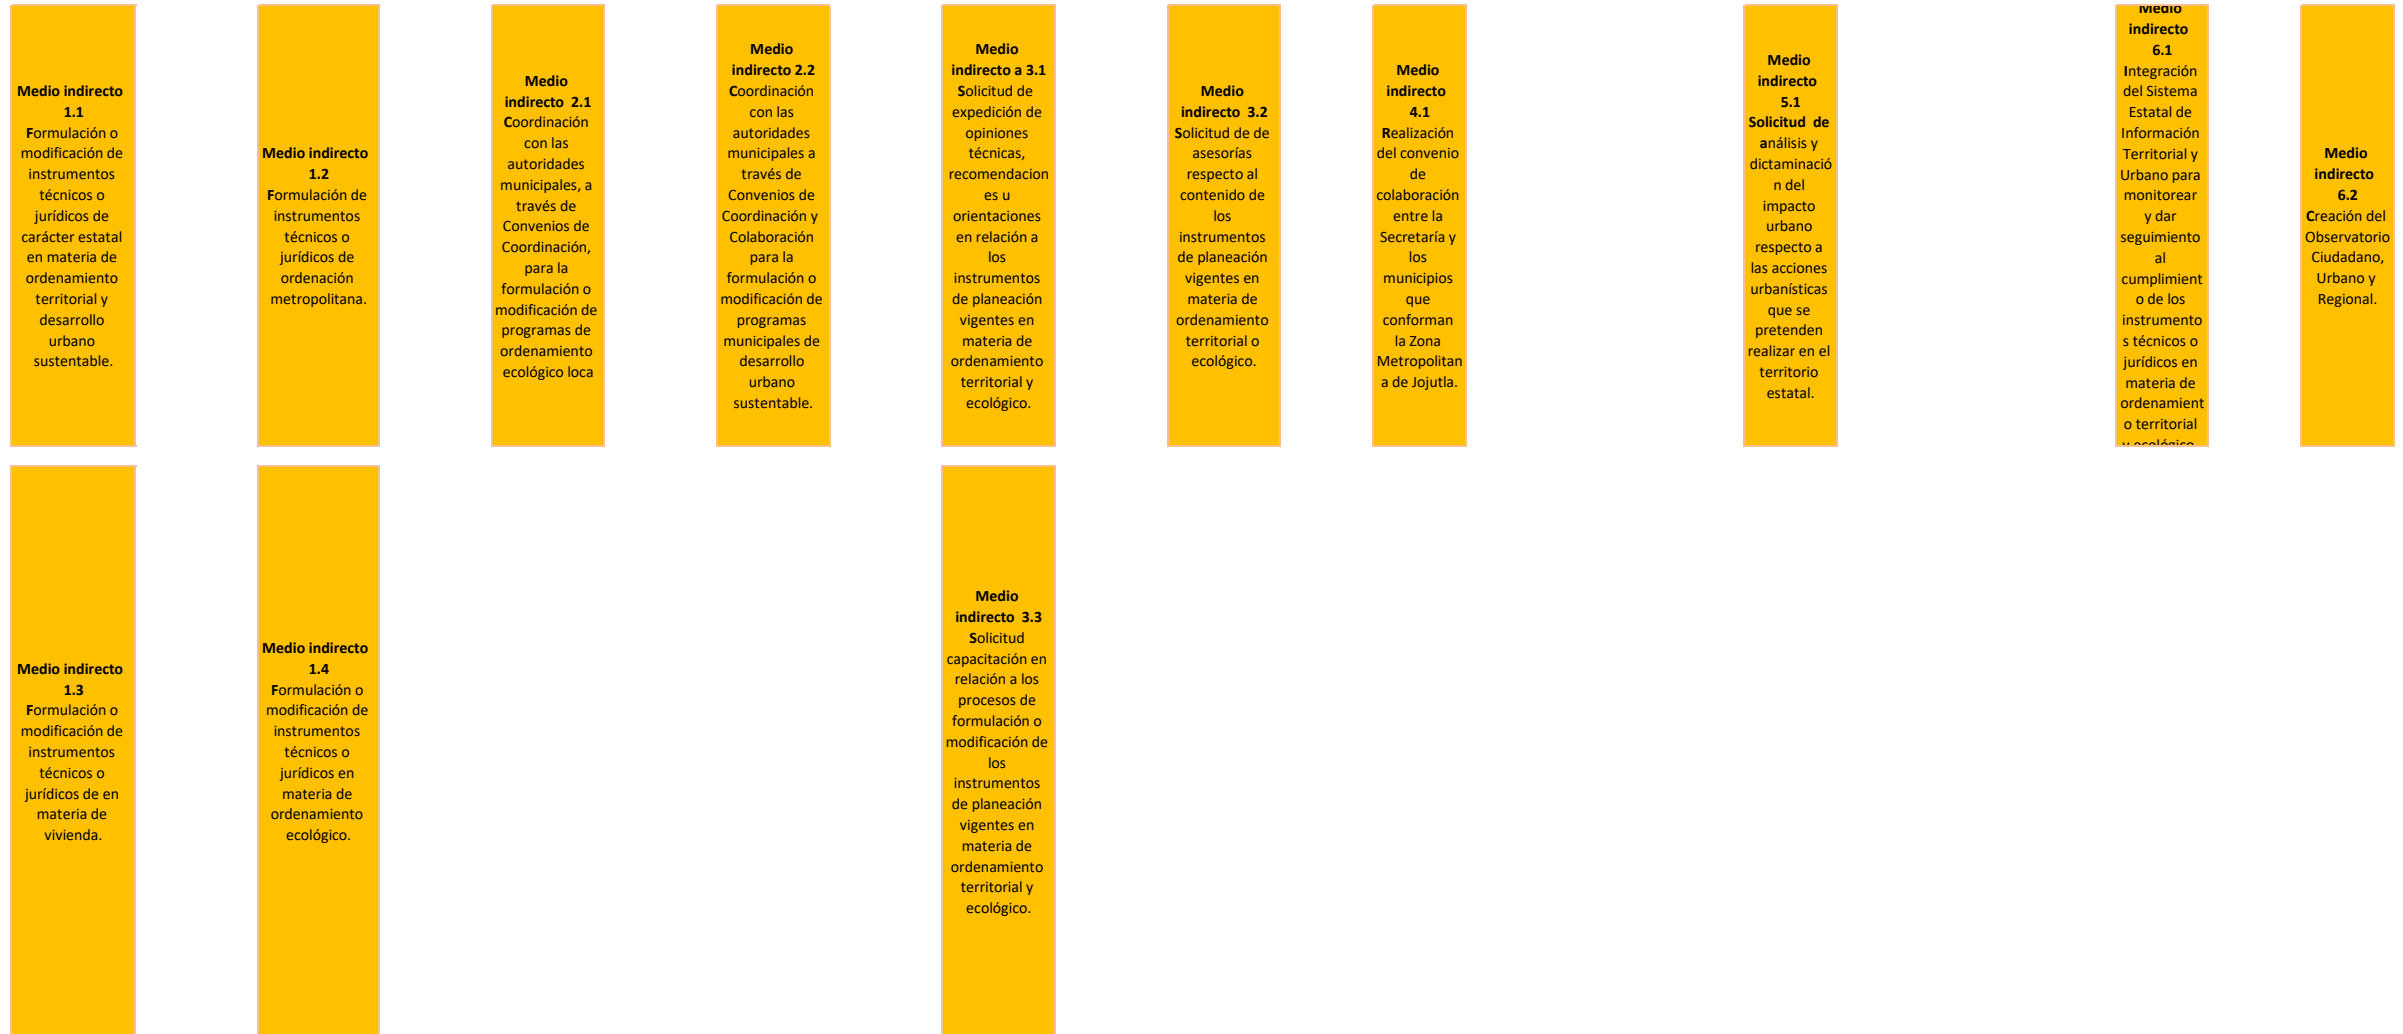 Medio indirecto
1.1
Formulación o
modificación de
instrumentos
técnicos o
jurídicos de
carácter estatal
en materia de
ordenamiento
territorial y
desarrollo
urbano
sustentable.
Medio indirecto
1.2
Formulación de
instrumentos
técnicos o
jurídicos de
ordenación
metropolitana.
Medio
indirecto 2.1
Coordinación
con las
autoridades
municipales, a
través de
Convenios de
Coordinación,
para la
formulación o
modificación de
programas de
ordenamiento
ecológico loca
Medio
indirecto 2.2
Coordinación
con las
autoridades
municipales a
través de
Convenios de
Coordinación y
Colaboración
para la
formulación o
modificación de
programas
municipales de
desarrollo
urbano
sustentable.
Medio
indirecto a 3.1
Solicitud de
expedición de
opiniones
técnicas,
recomendacion
es u
orientaciones
en relación a
los
instrumentos
de planeación
vigentes en
materia de
ordenamiento
territorial y
ecológico.
Medio
indirecto 3.2
Solicitud de de
asesorías
respecto al
contenido de
los
instrumentos
de planeación
vigentes en
materia de
ordenamiento
territorial o
ecológico.
Medio
indirecto
4.1
Realización
del convenio
de
colaboración
entre la
Secretaría y
los
municipios
que
conforman
la Zona
Metropolitan
a de Jojutla.
Medio
indirecto
5.1
Solicitud de
análisis y
dictaminació
n del
impacto
urbano
respecto a
las acciones
urbanísticas
que se
pretenden
realizar en el
territorio
estatal.
Medio
indirecto
6.1
Integración
del Sistema
Estatal de
Información
Territorial y
Urbano para
monitorear
y dar
seguimiento
al
cumplimient
o de los
instrumento
s técnicos o
jurídicos en
materia de
ordenamient
o territorial
y ecológico.
Medio
indirecto
6.2
Creación del
Observatorio
Ciudadano,
Urbano y
Regional.
Medio indirecto
1.3
Formulación o
modificación de
instrumentos
técnicos o
jurídicos de en
materia de
vivienda.
Medio indirecto
1.4
Formulación o
modificación de
instrumentos
técnicos o
jurídicos en
materia de
ordenamiento
ecológico.
Medio
indirecto 3.3
Solicitud
capacitación en
relación a los
procesos de
formulación o
modificación de
los
instrumentos
de planeación
vigentes en
materia de
ordenamiento
territorial y
ecológico.